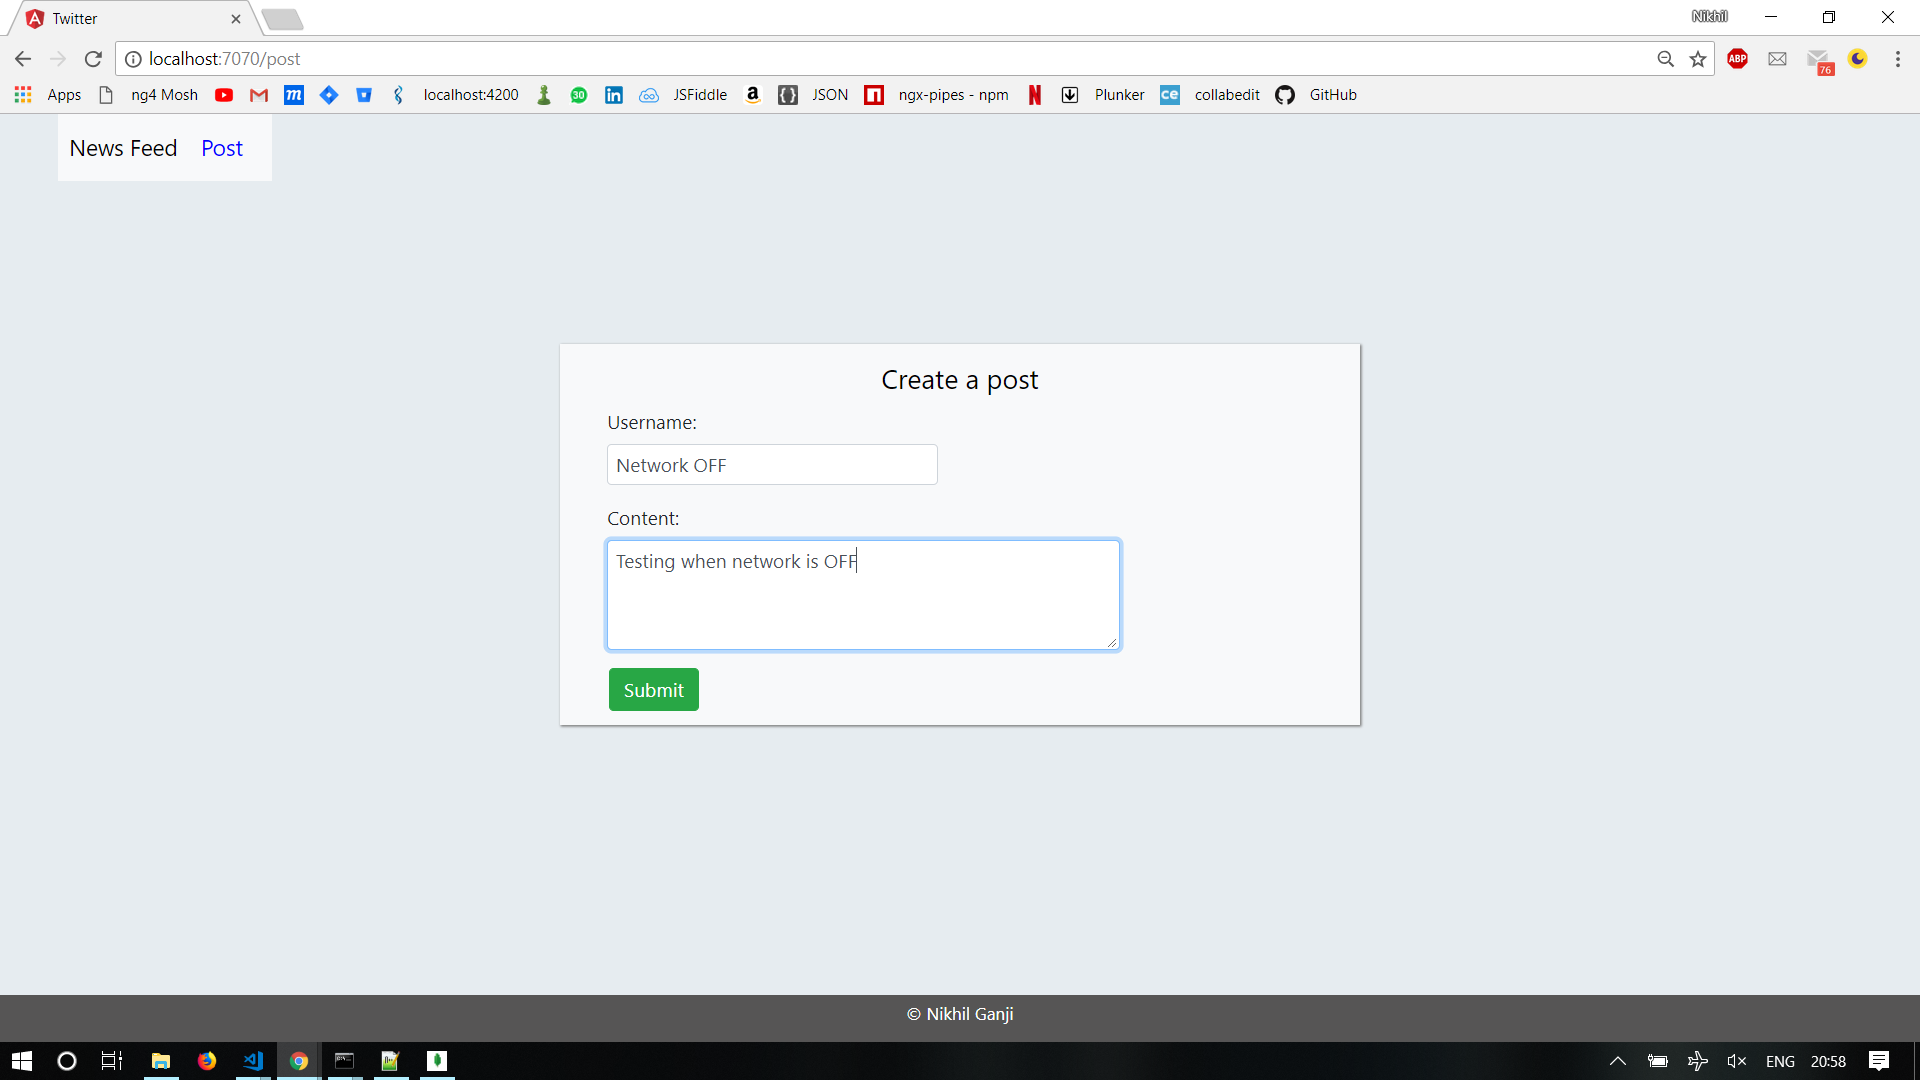 Twitter
Nikhil
localhost:7070/post
ABP
76
Apps
ng4 Mosh
m
30
in
localhost:4200
JSFiddle
a
{}
JSON
n
ngx-pipes - npm
N
Plunker
ce
collabedit
GitHub
News Feed
Post
Create a post
Username:
Network OFF
Content:
Testing when network is OFF
Submit
© Nikhil Ganji
ENG
20:58